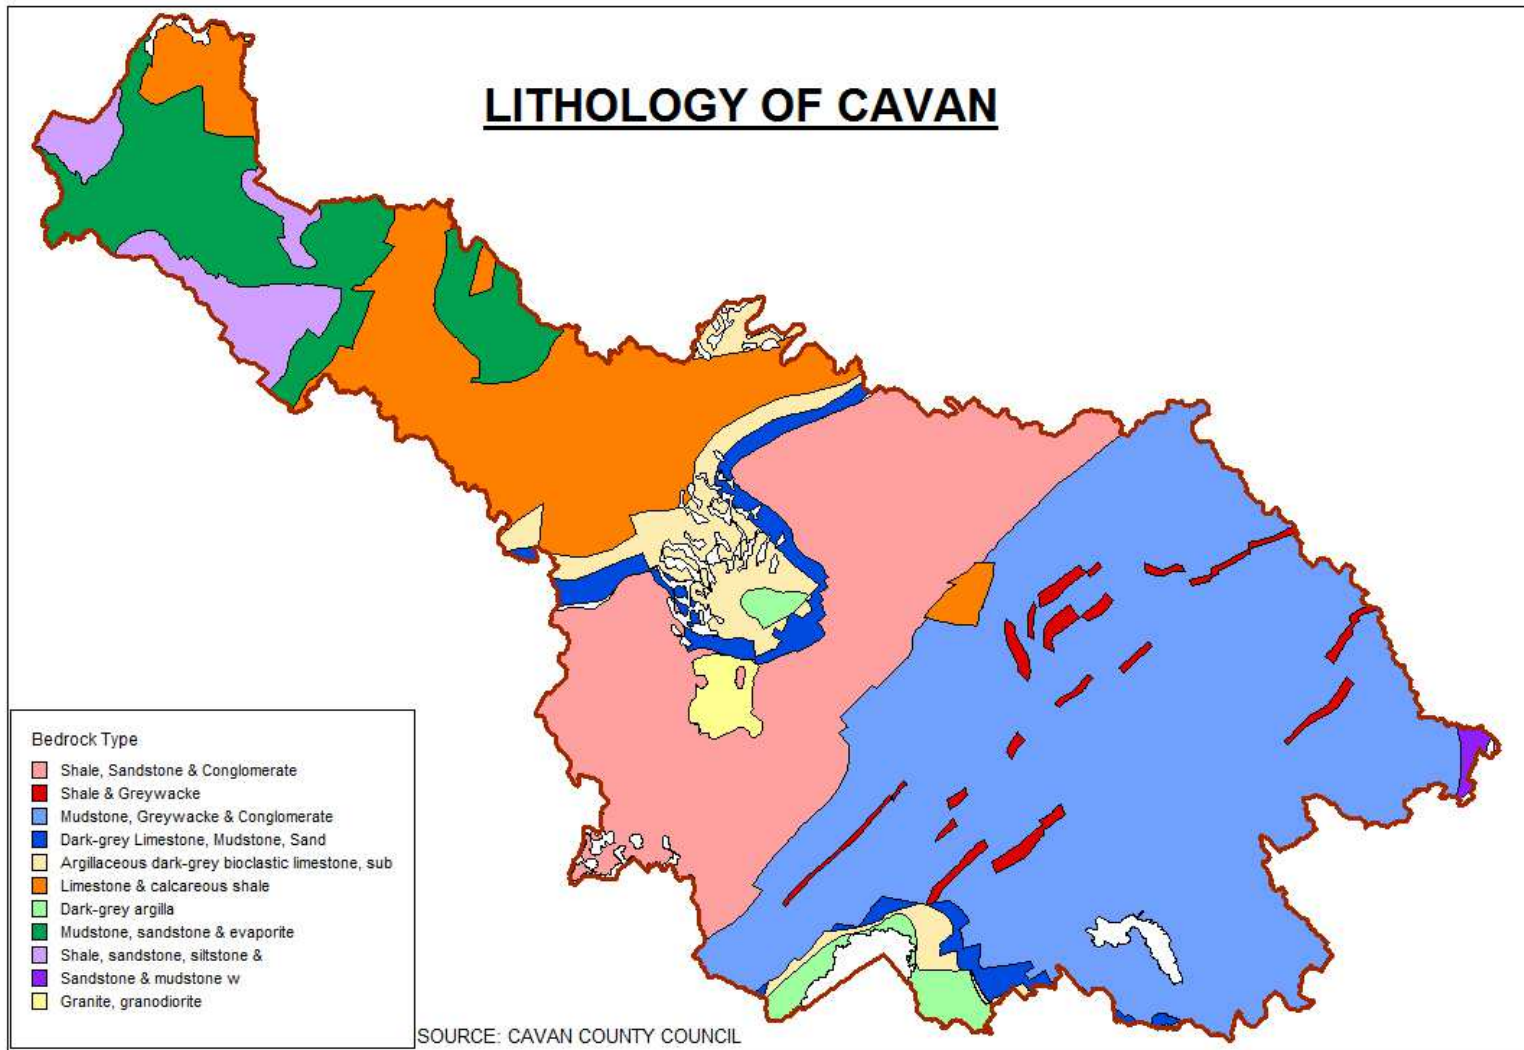 LITHOLOGY OF CAVAN
Bedrock Type
Shale, Sandstone & Conglomerate
Shale & Greywacke
Mudstone, Greywacke & Conglomerate
Dark-grey Limestone, Mudstone, Sand
Argillaceous dark-grey bioclastic limestone, sub
Limestone & calcareous shale
Dark-grey argilla
Mudstone, sandstone & evaporite
Shale, sandstone, siltstone &
Sandstone & mudstone w
Granite, granodiorite
SOURCE: CAVAN COUNTY COUNCIL